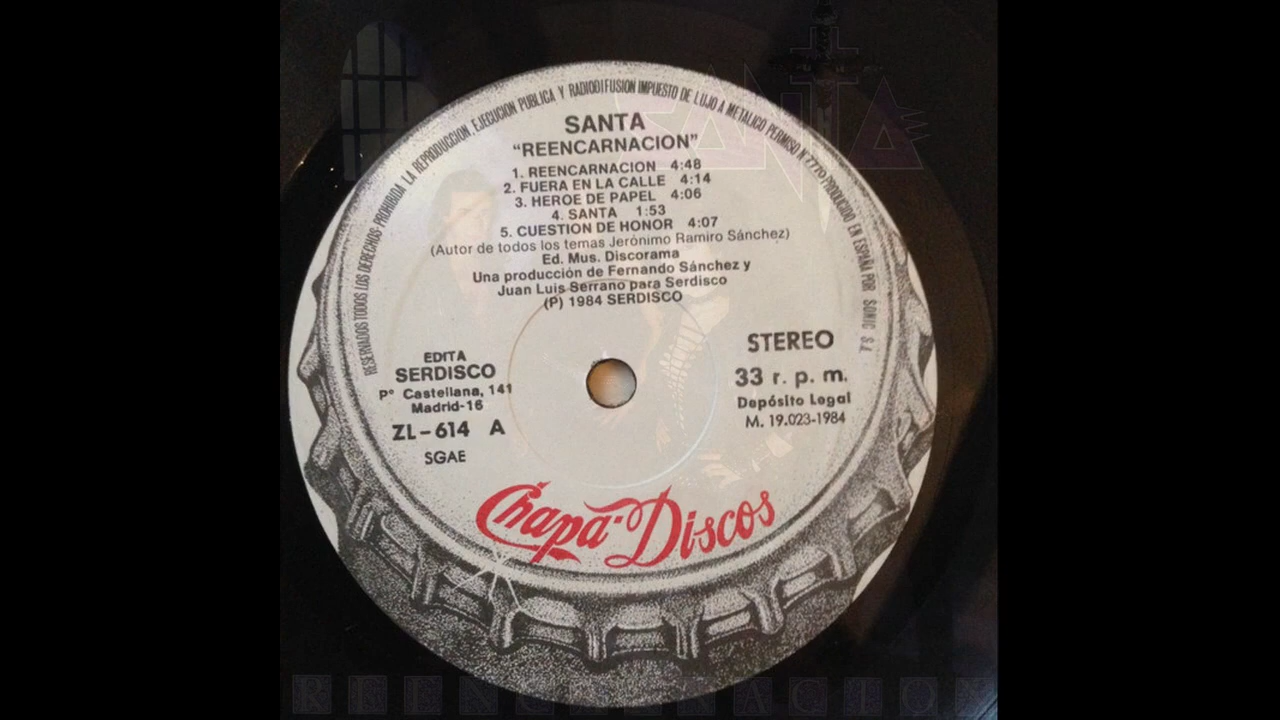 RESERVADOS TODOS LOS DERECHOS-PROHIBIDA LA REPRODUCCION, EJECUCION PUBLICA Y RADIODIFUSION IMPUESTO DE LUJO A METALICO PERMISO N.º 7770 PRODUCIDO EN ESPAÑA POR SONIC S.A.
SANTA
SANTA
"REENCARNACION"
1. REENCARNACION 4:48
2. FUERA EN LA CALLE 4:14
3. HEROE DE PAPEL 4:06
4. SANTA 1:53
5. CUESTION DE HONOR 4:07
(Autor de todos los temas Jerónimo Ramiro Sánchez)
Ed. Mus. Discorama
Una producción de Fernando Sánchez y
Juan Luis Serrano para Serdisco
(P) 1984 SERDISCO
EDITA
SERDISCO
Pº Castellana, 141
Madrid-16
ZL-614 A
SGAE
STEREO
33 r. p. m.
Depósito Legal
M. 19.023-1984
Chapa-Discos